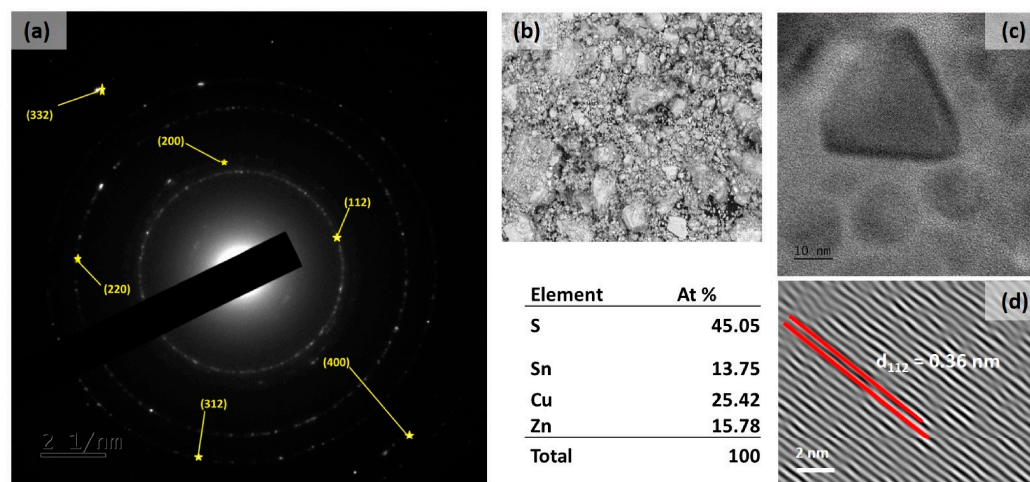 (a)
(332)
(200)
(112)
(220)
(400)
(312)
2 1/nm
(b)
Element At %
S 45.05
Sn 13.75
Cu 25.42
Zn 15.78
Total 100
(c)
10 nm
(d)
d₁₁₂ = 0.36 nm
2 nm